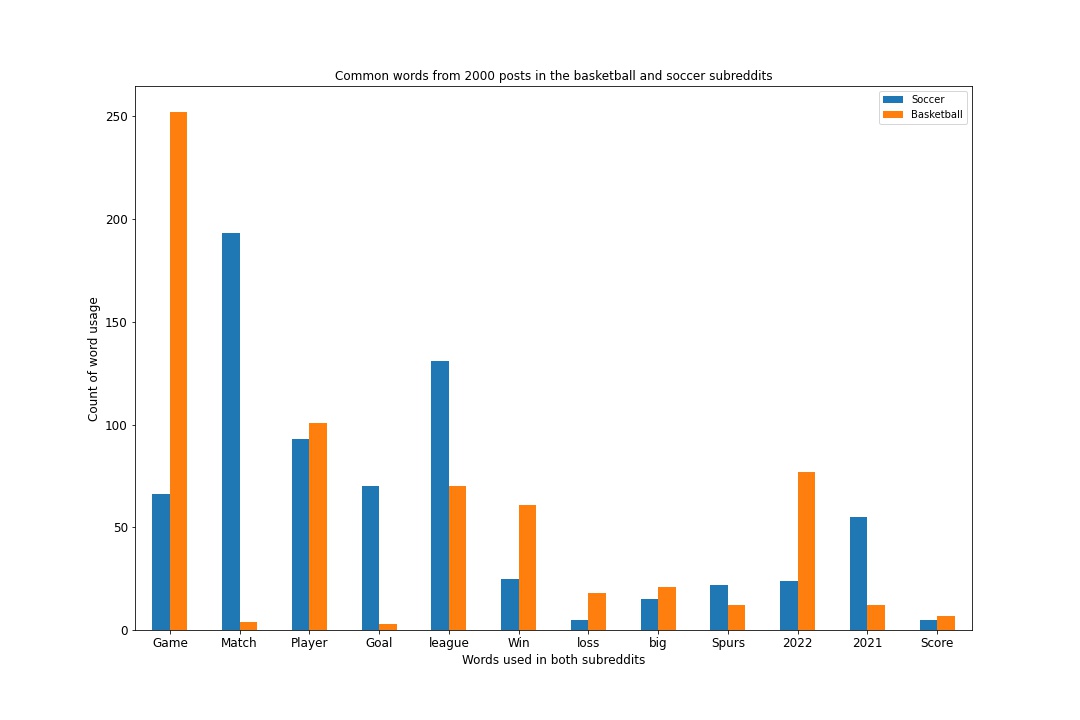 Common words from 2000 posts in the basketball and soccer subreddits
Soccer
Basketball
250
200
150
100
50
0
Count of word usage
Game Match Player Goal league Win loss big Spurs 2022 2021 Score
Words used in both subreddits